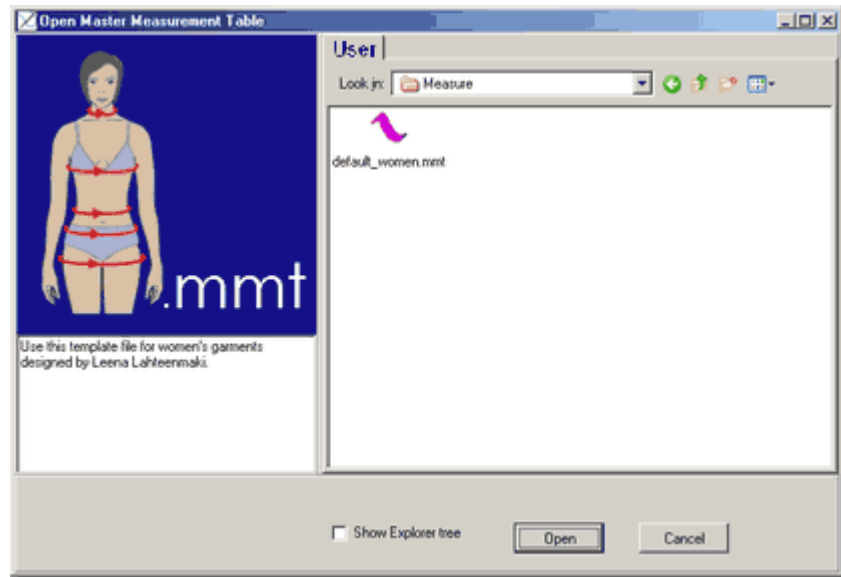 Open Master Measurement Table
User
Look in: Measure
default_women.mmt
.mmt
Use this template file for women's garments
designed by Leena Lahteenmaki.
Show Explorer tree
Open
Cancel